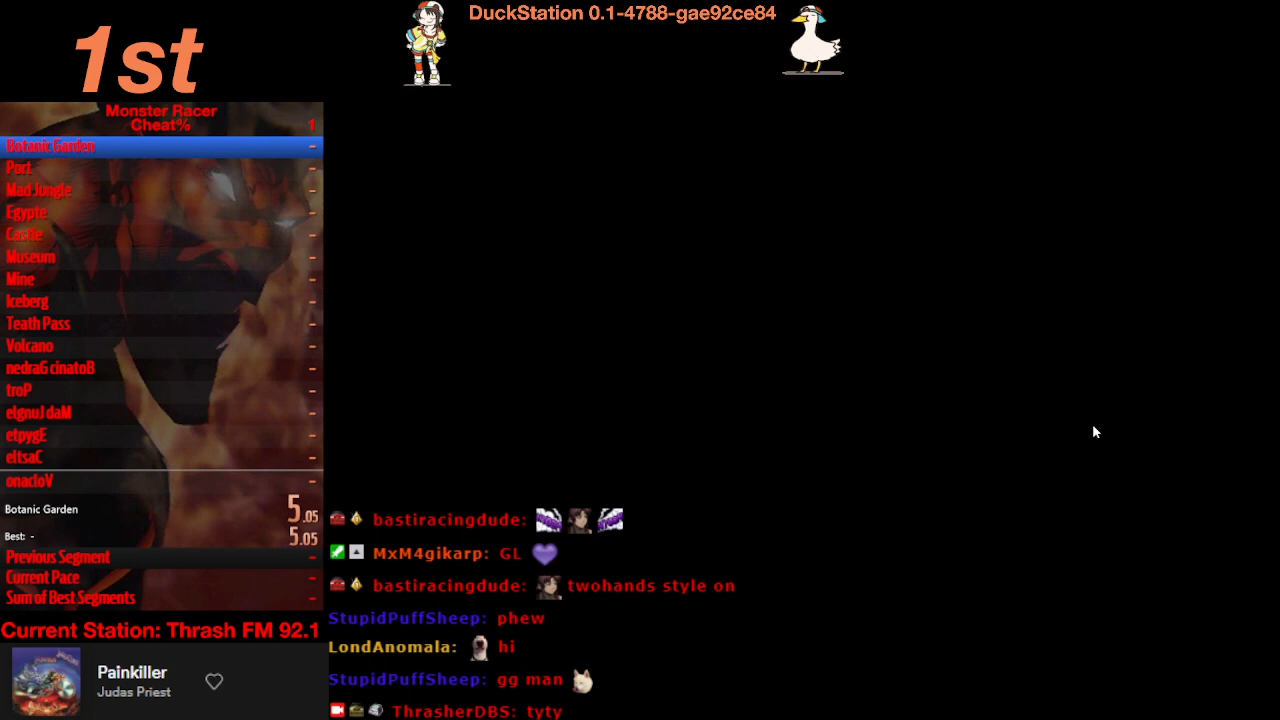 DuckStation 0.1-4788-gae92ce84
1st
Monster Racer
Cheat% 1
Botanic Garden -
Port -
Mad Jungle -
Egypte -
Castle -
Museum -
Mine -
Iceberg -
Teath Pass -
Volcano -
nedraG cinatoB -
troP -
elgnuJ daM -
etpygE -
eltsaC -
onacloV -
Botanic Garden 5.05
Best: - 5.05
Previous Segment -
Current Pace -
Sum of Best Segments -
Current Station: Thrash FM 92.1
Painkiller
Judas Priest
bastiracingdude:
MxM4gikarp: GL
bastiracingdude: twohands style on
StupidPuffSheep: phew
LondAnomala: hi
StupidPuffSheep: gg man
ThrasherDBS: tyty